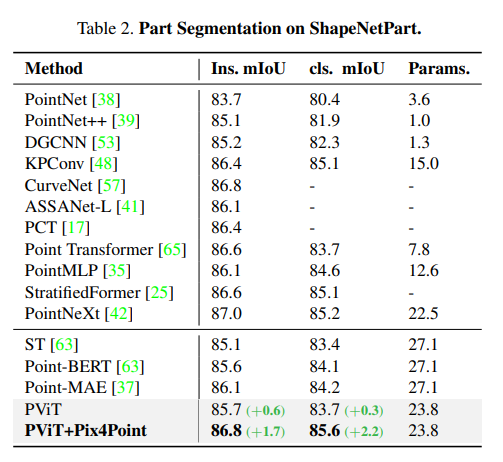 Table 2. Part Segmentation on ShapeNetPart.
Method Ins. mIoU cls. mIoU Params.
PointNet [38] 83.7 80.4 3.6
PointNet++ [39] 85.1 81.9 1.0
DGCNN [53] 85.2 82.3 1.3
KPConv [48] 86.4 85.1 15.0
CurveNet [57] 86.8 - -
ASSANet-L [41] 86.1 - -
PCT [17] 86.4 - -
Point Transformer [65] 86.6 83.7 7.8
PointMLP [35] 86.1 84.6 12.6
StratifiedFormer [25] 86.6 85.1 -
PointNeXt [42] 87.0 85.2 22.5
ST [63] 85.1 83.4 27.1
Point-BERT [63] 85.6 84.1 27.1
Point-MAE [37] 86.1 84.2 27.1
PViT 85.7 (+0.6) 83.7 (+0.3) 23.8
PViT+Pix4Point 86.8 (+1.7) 85.6 (+2.2) 23.8